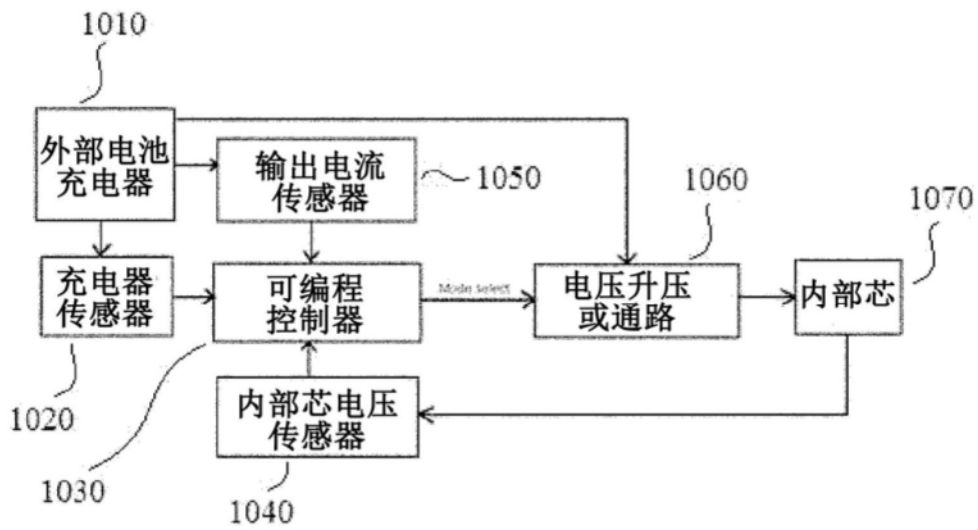 1010
外部电池
充电器
输出电流
传感器
1050
1060
1070
充电器
传感器
可编程
控制器
Mode select
电压升压
或通路
内部芯
1020
内部芯电压
传感器
1030
1040